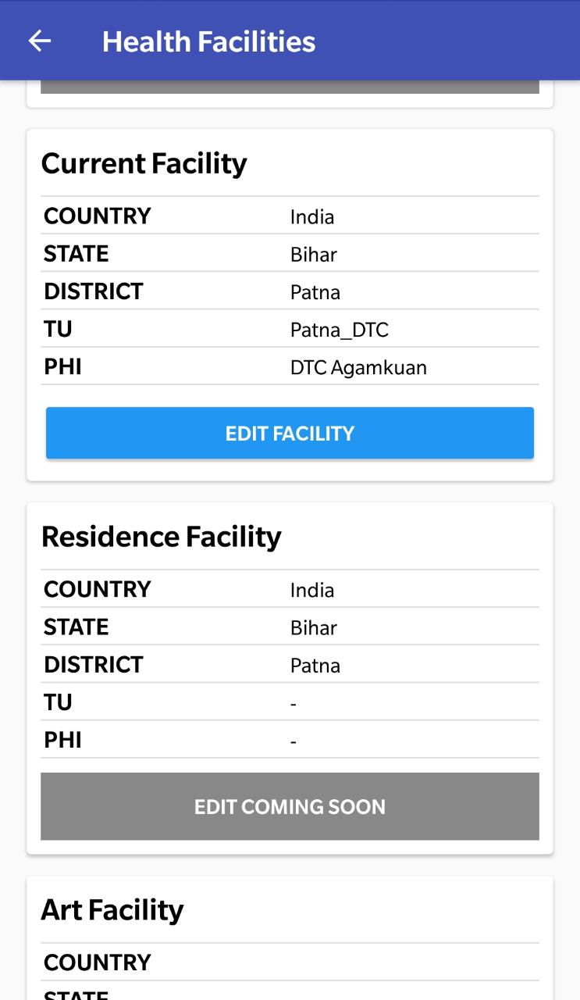 Health Facilities
Current Facility
COUNTRY India
STATE Bihar
DISTRICT Patna
TU Patna_DTC
PHI DTC Agamkuan
EDIT FACILITY
Residence Facility
COUNTRY India
STATE Bihar
DISTRICT Patna
TU -
PHI -
EDIT COMING SOON
Art Facility
COUNTRY
STATE